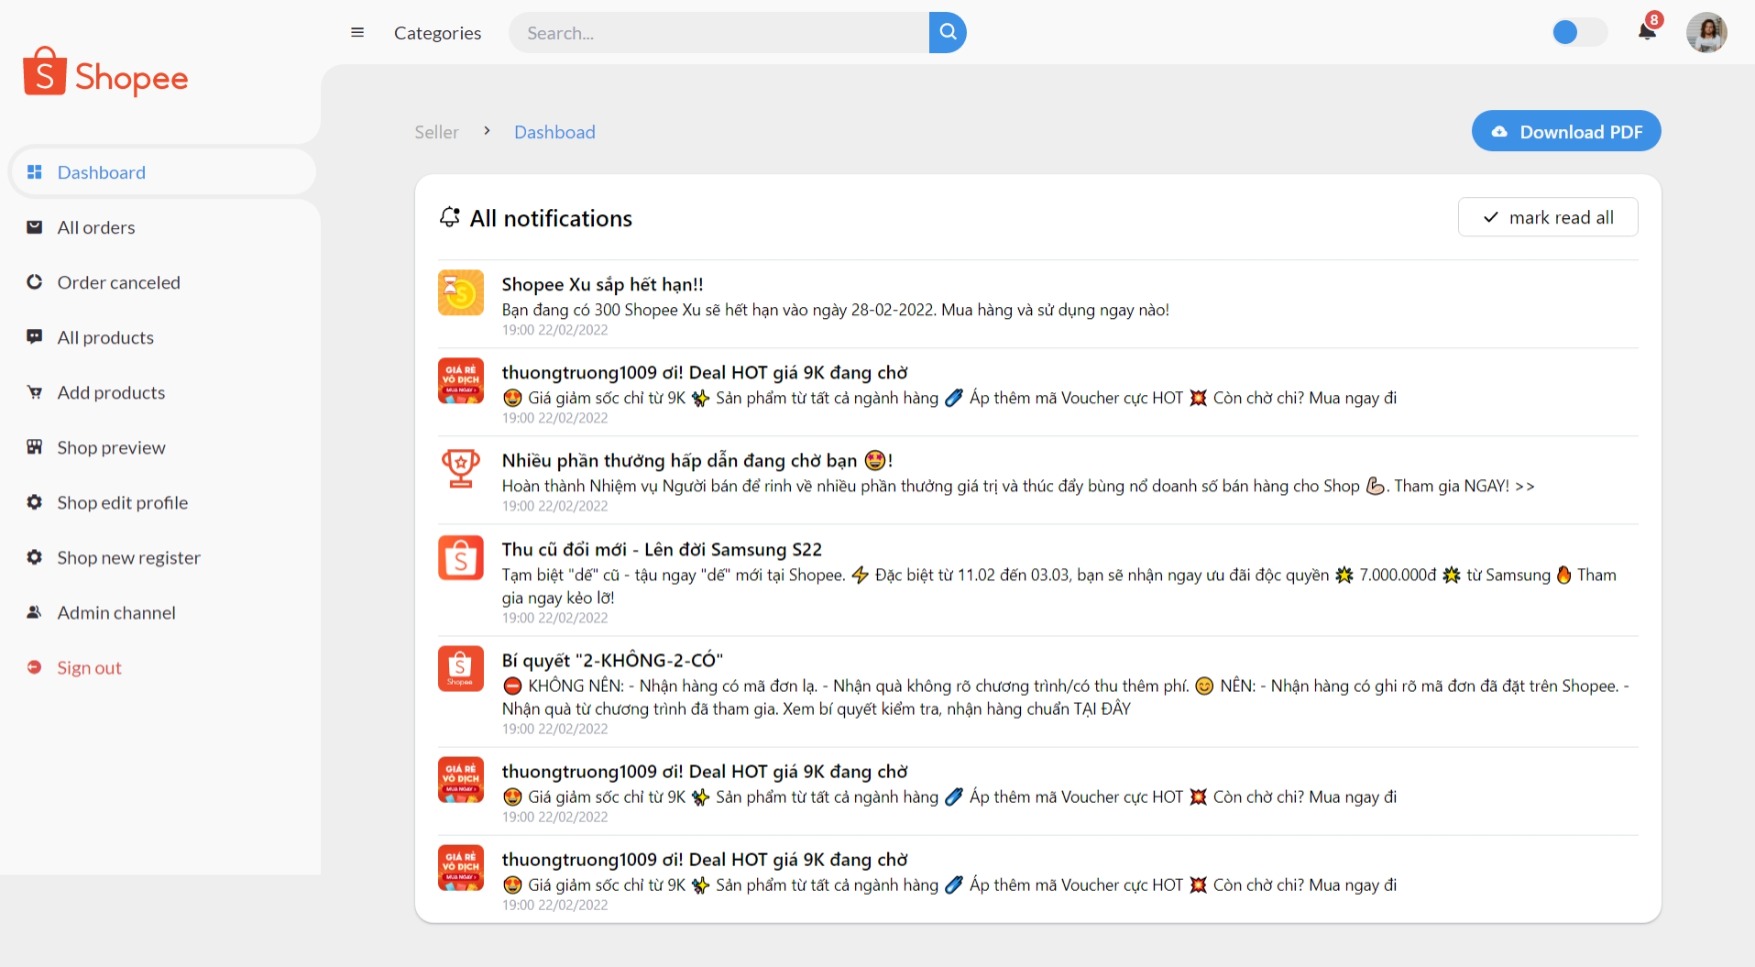 Categories
Search...
8
S
Shopee
Seller
Dashboad
Download PDF
Dashboard
All orders
Order canceled
All products
Add products
Shop preview
Shop edit profile
Shop new register
Admin channel
Sign out
All notifications
mark read all
S
Shopee Xu sắp hết hạn!!
Bạn đang có 300 Shopee Xu sẽ hết hạn vào ngày 28-02-2022. Mua hàng và sử dụng ngay nào!
19:00 22/02/2022
GIÁ RẺ
VÔ ĐỊCH
MUA NGAY
thuongtruong1009 ơi! Deal HOT giá 9K đang chờ
😍 Giá giảm sốc chỉ từ 9K ✨ Sản phẩm từ tất cả ngành hàng 🧷 Áp thêm mã Voucher cực HOT 💥 Còn chờ chi? Mua ngay đi
19:00 22/02/2022
Nhiều phần thưởng hấp dẫn đang chờ bạn 🤩!
Hoàn thành Nhiệm vụ Người bán để rinh về nhiều phần thưởng giá trị và thúc đẩy bùng nổ doanh số bán hàng cho Shop 💪🏻. Tham gia NGAY! >>
19:00 22/02/2022
S
Thu cũ đổi mới - Lên đời Samsung S22
Tạm biệt "dế" cũ - tậu ngay "dế" mới tại Shopee. ⚡ Đặc biệt từ 11.02 đến 03.03, bạn sẽ nhận ngay ưu đãi độc quyền 🌟 7.000.000đ 🌟 từ Samsung 🔥 Tham
gia ngay kẻo lỡ!
19:00 22/02/2022
S
Shopee
Bí quyết "2-KHÔNG-2-CÓ"
⛔ KHÔNG NÊN: - Nhận hàng có mã đơn lạ. - Nhận quà không rõ chương trình/có thu thêm phí. 😊 NÊN: - Nhận hàng có ghi rõ mã đơn đã đặt trên Shopee. -
Nhận quà từ chương trình đã tham gia. Xem bí quyết kiểm tra, nhận hàng chuẩn TẠI ĐÂY
19:00 22/02/2022
GIÁ RẺ
VÔ ĐỊCH
MUA NGAY
thuongtruong1009 ơi! Deal HOT giá 9K đang chờ
😍 Giá giảm sốc chỉ từ 9K ✨ Sản phẩm từ tất cả ngành hàng 🧷 Áp thêm mã Voucher cực HOT 💥 Còn chờ chi? Mua ngay đi
19:00 22/02/2022
GIÁ RẺ
VÔ ĐỊCH
MUA NGAY
thuongtruong1009 ơi! Deal HOT giá 9K đang chờ
😍 Giá giảm sốc chỉ từ 9K ✨ Sản phẩm từ tất cả ngành hàng 🧷 Áp thêm mã Voucher cực HOT 💥 Còn chờ chi? Mua ngay đi
19:00 22/02/2022